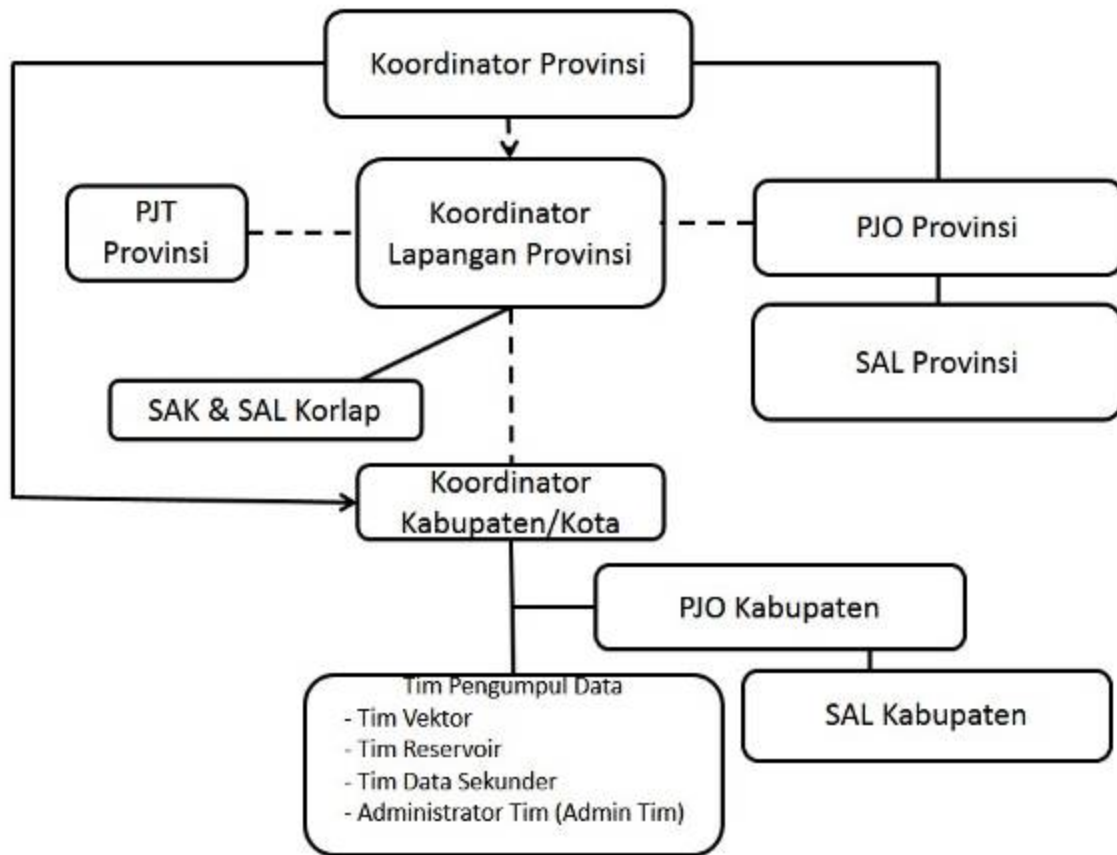 Koordinator Provinsi
PJT
Provinsi
Koordinator
Lapangan Provinsi
PJO Provinsi
SAL Provinsi
SAK & SAL Korlap
Koordinator
Kabupaten/Kota
PJO Kabupaten
SAL Kabupaten
Tim Pengumpul Data
- Tim Vektor
- Tim Reservoir
- Tim Data Sekunder
- Administrator Tim (Admin Tim)